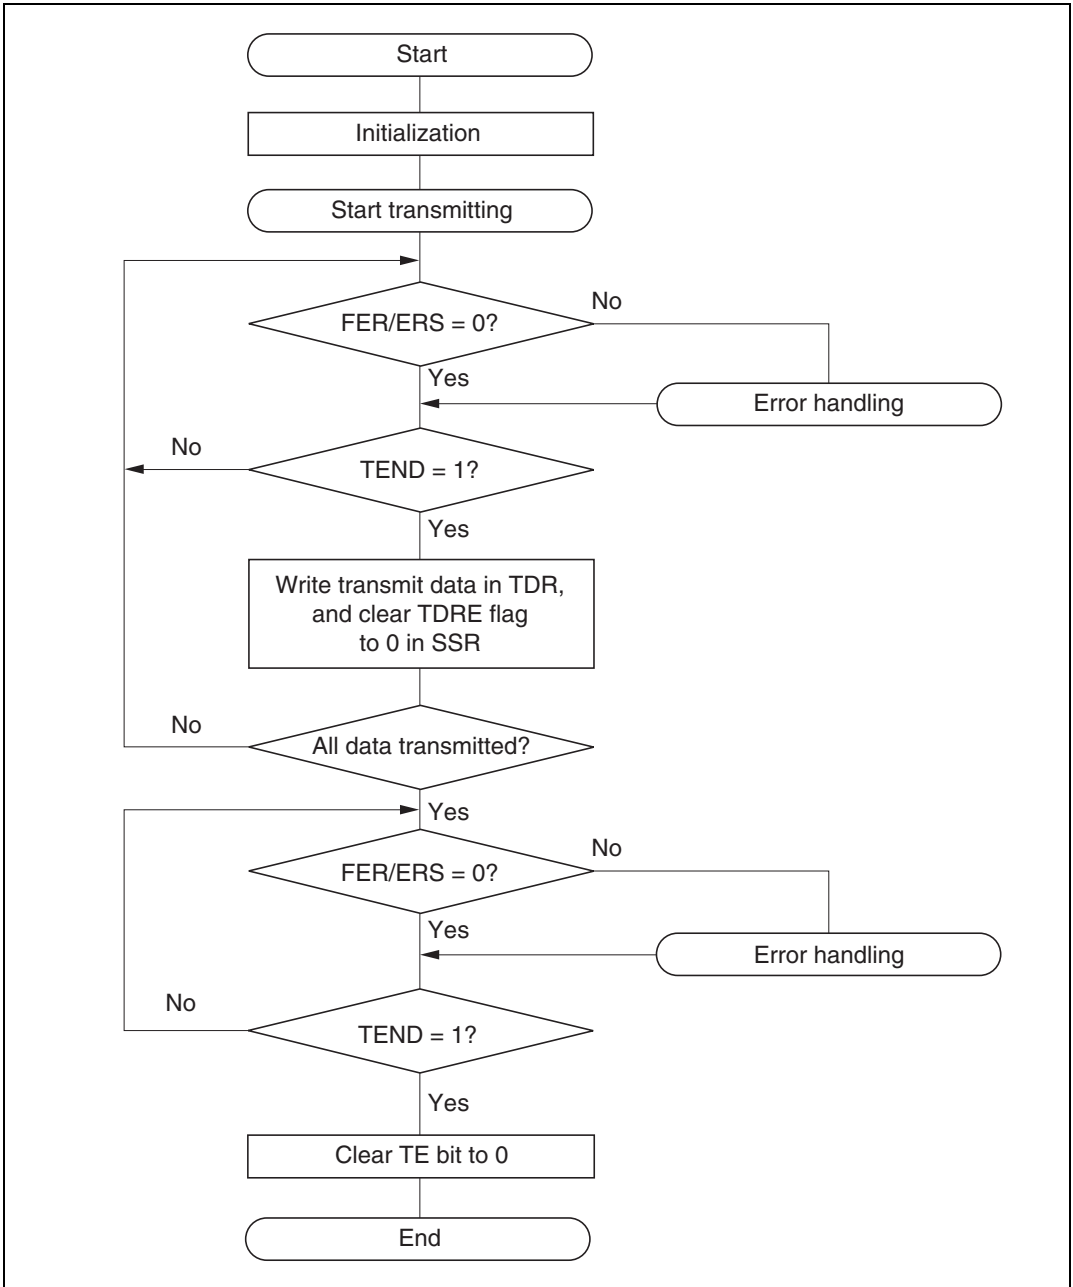 Start
Initialization
Start transmitting
FER/ERS = 0?
No
Yes
Error handling
No
TEND = 1?
Yes
Write transmit data in TDR,
and clear TDRE flag
to 0 in SSR
No
All data transmitted?
Yes
FER/ERS = 0?
No
Yes
Error handling
No
TEND = 1?
Yes
Clear TE bit to 0
End